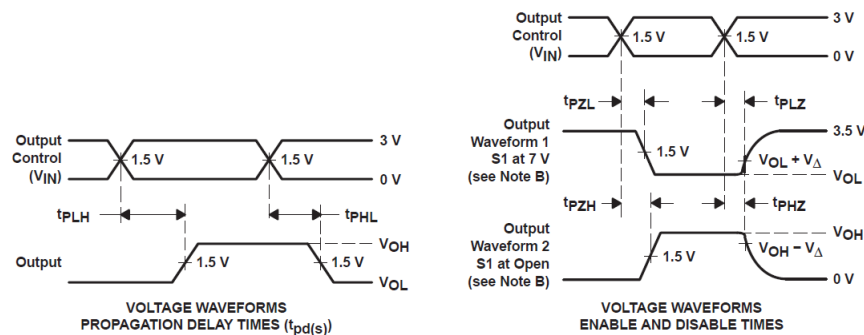 Output
Control
(VIN)
3 V
1.5 V
1.5 V
0 V
tPLH
tPHL
Output
VOH
1.5 V
1.5 V
VOL
VOLTAGE WAVEFORMS
PROPAGATION DELAY TIMES (tpd(s))
Output
Control
(VIN)
3 V
1.5 V
1.5 V
0 V
tPZL
tPLZ
Output
Waveform 1
S1 at 7 V
(see Note B)
3.5 V
1.5 V
VOL + VΔ
VOL
tPZH
tPHZ
Output
Waveform 2
S1 at Open
(see Note B)
VOH
1.5 V
VOH − VΔ
0 V
VOLTAGE WAVEFORMS
ENABLE AND DISABLE TIMES